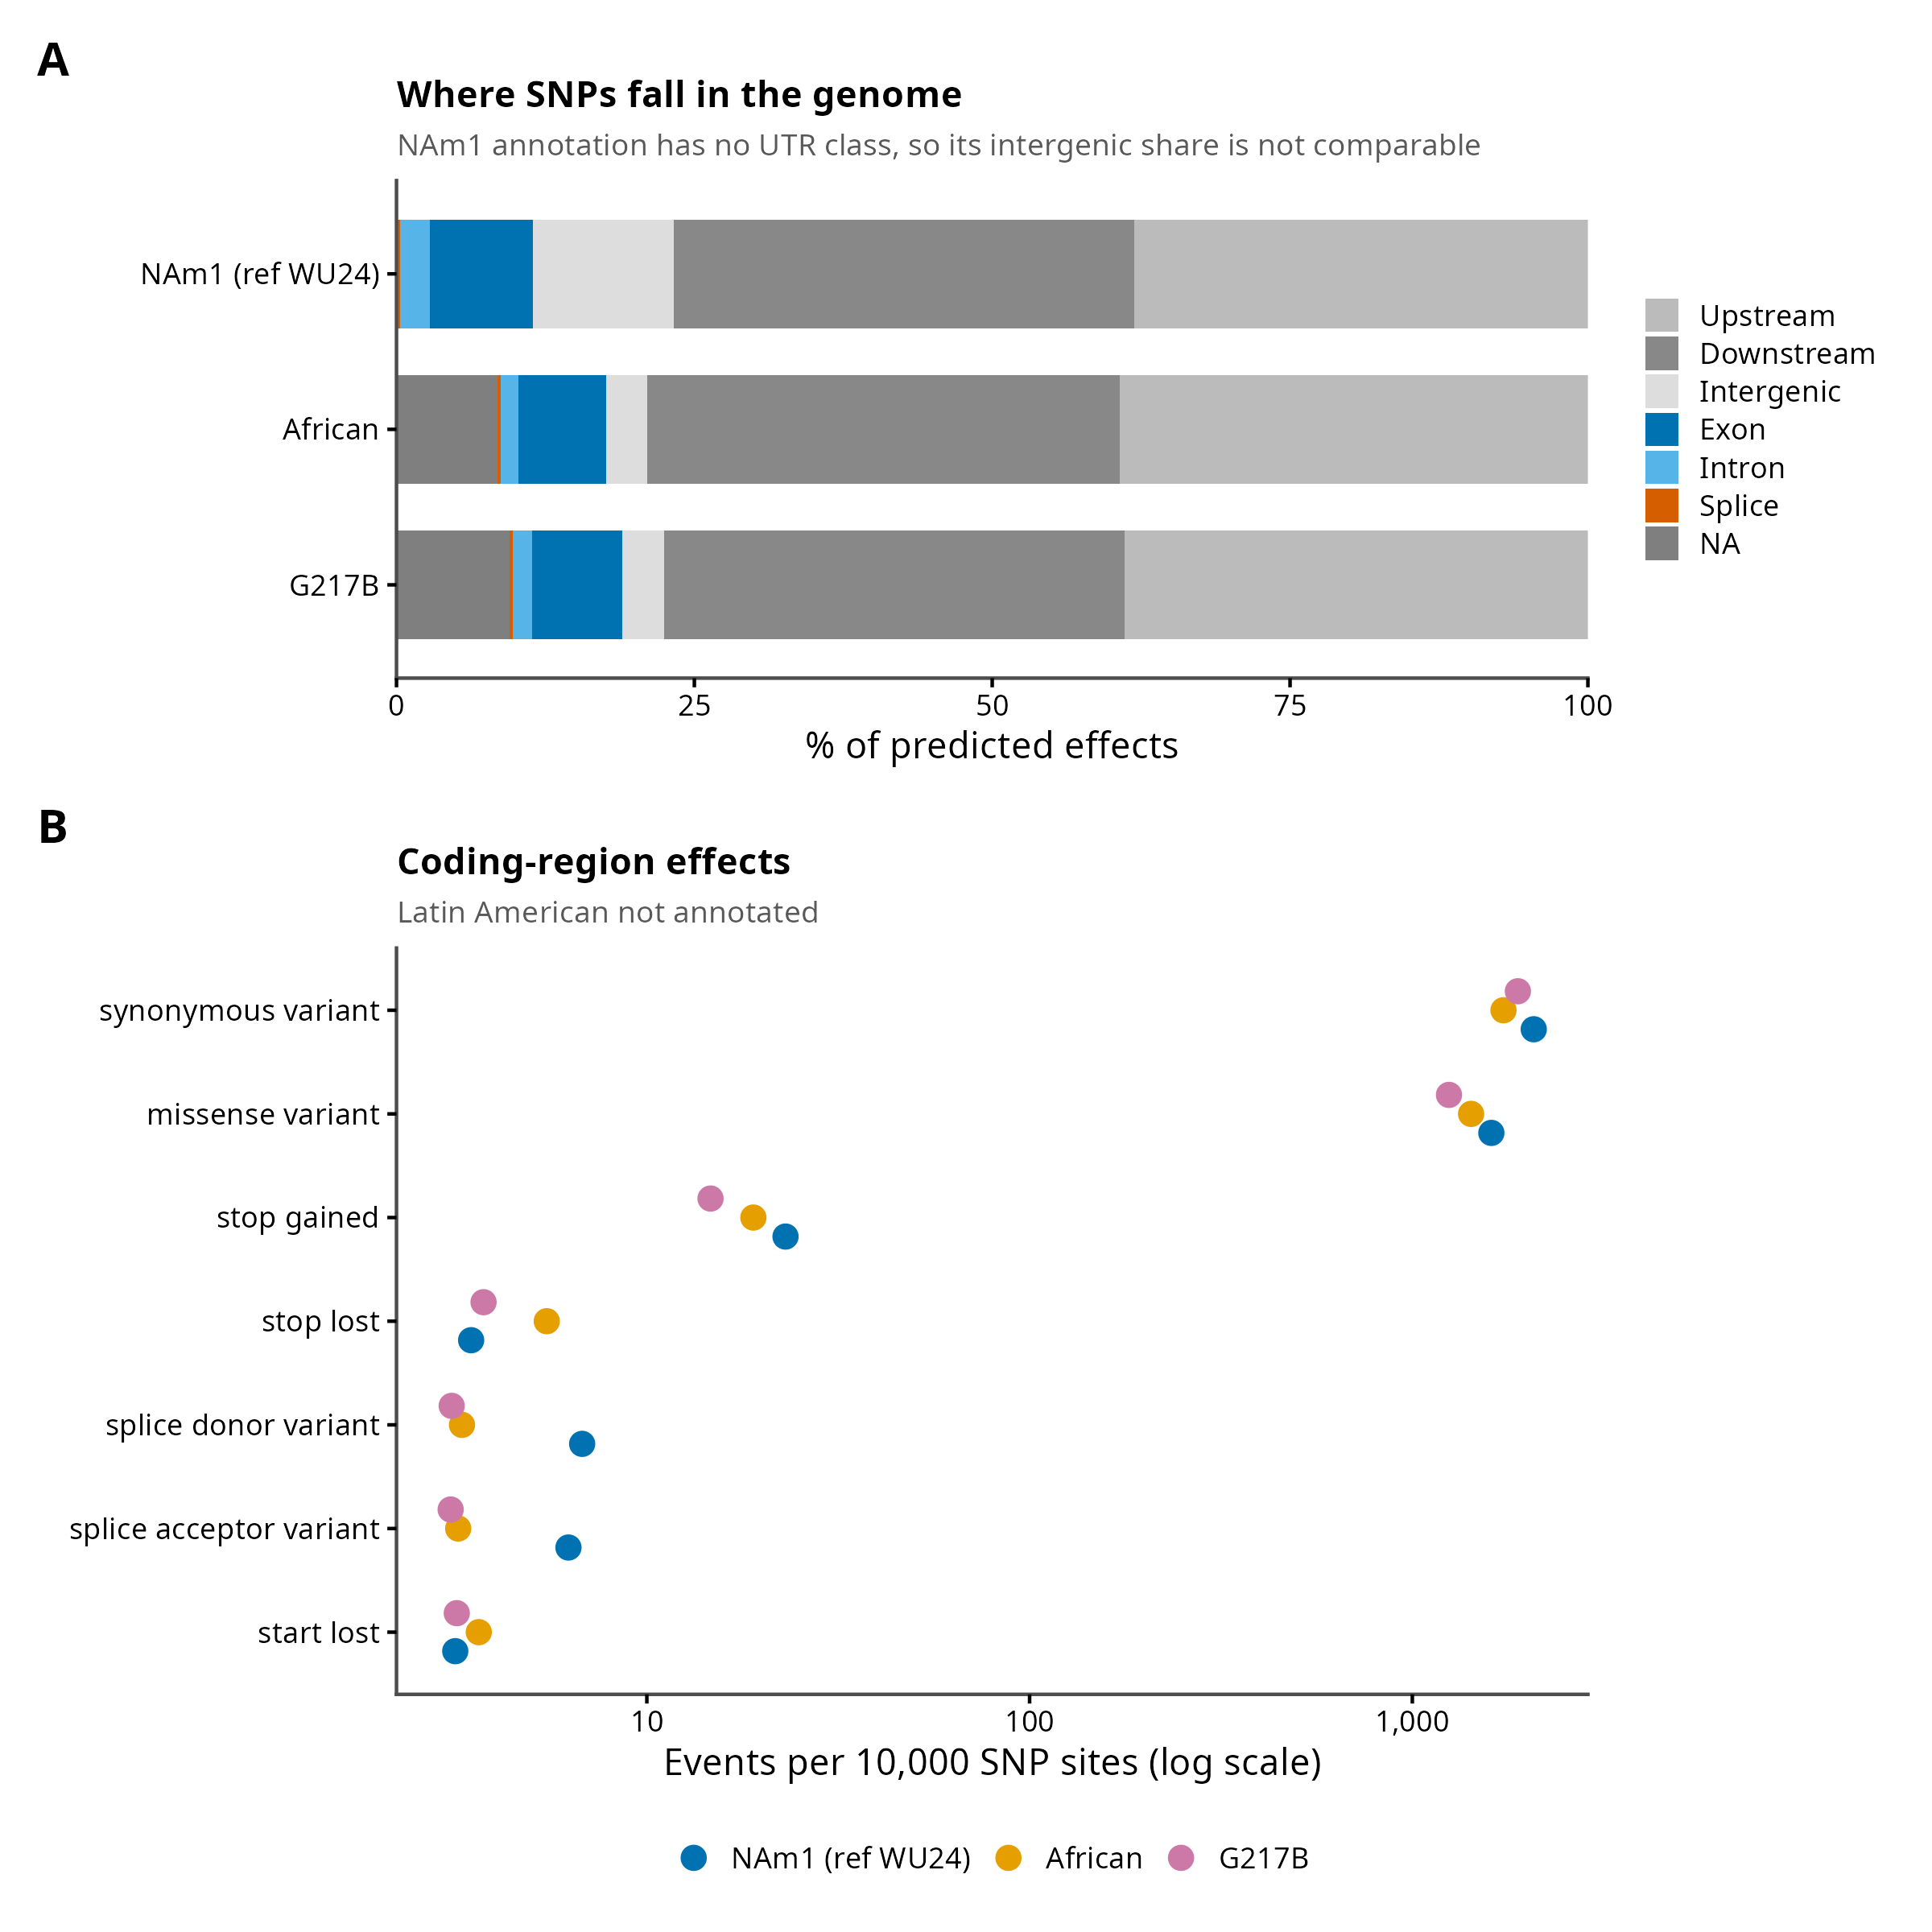 A
Where SNPs fall in the genome
NAm1 annotation has no UTR class, so its intergenic share is not comparable
NAm1 (ref WU24)
African
G217B
0 25 50 75 100
% of predicted effects
Upstream
Downstream
Intergenic
Exon
Intron
Splice
NA
B
Coding-region effects
Latin American not annotated
synonymous variant
missense variant
stop gained
stop lost
splice donor variant
splice acceptor variant
start lost
10 100 1,000
Events per 10,000 SNP sites (log scale)
NAm1 (ref WU24) African G217B